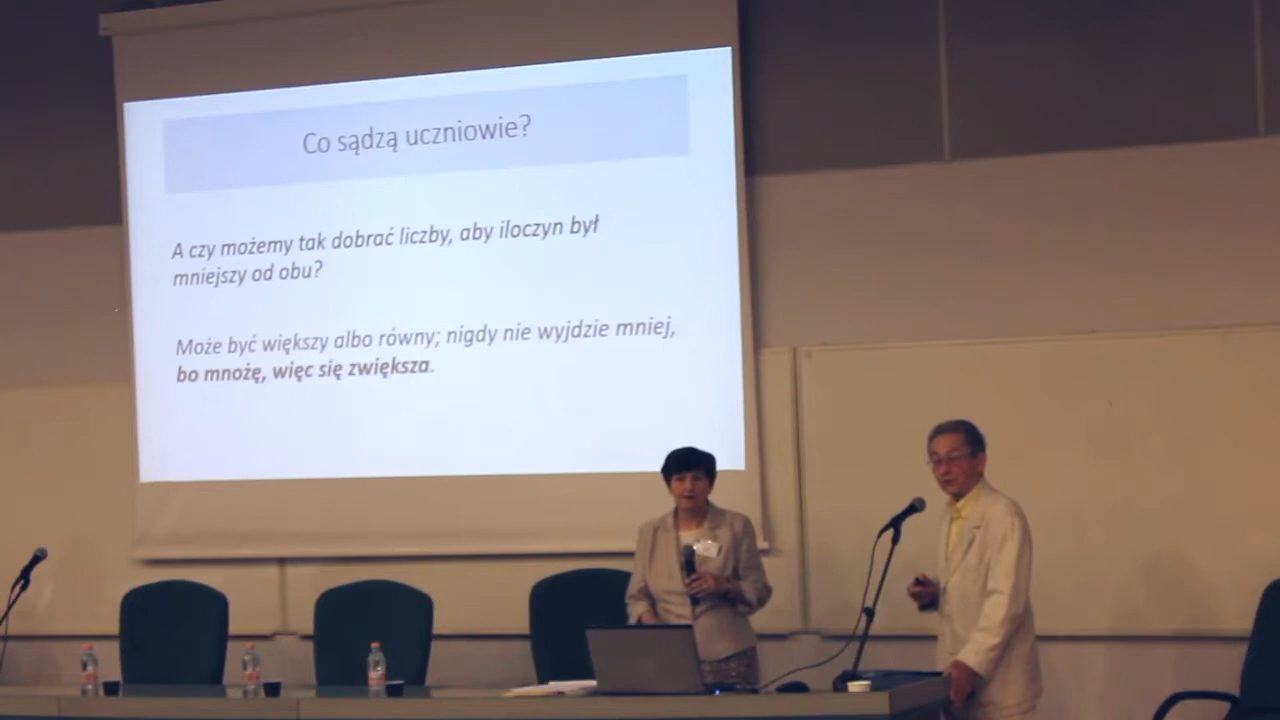 Co sądzą uczniowie?
A czy możemy tak dobrać liczby, aby iloczyn był
mniejszy od obu?
Może być większy albo równy; nigdy nie wyjdzie mniej,
bo mnożę, więc się zwiększa.